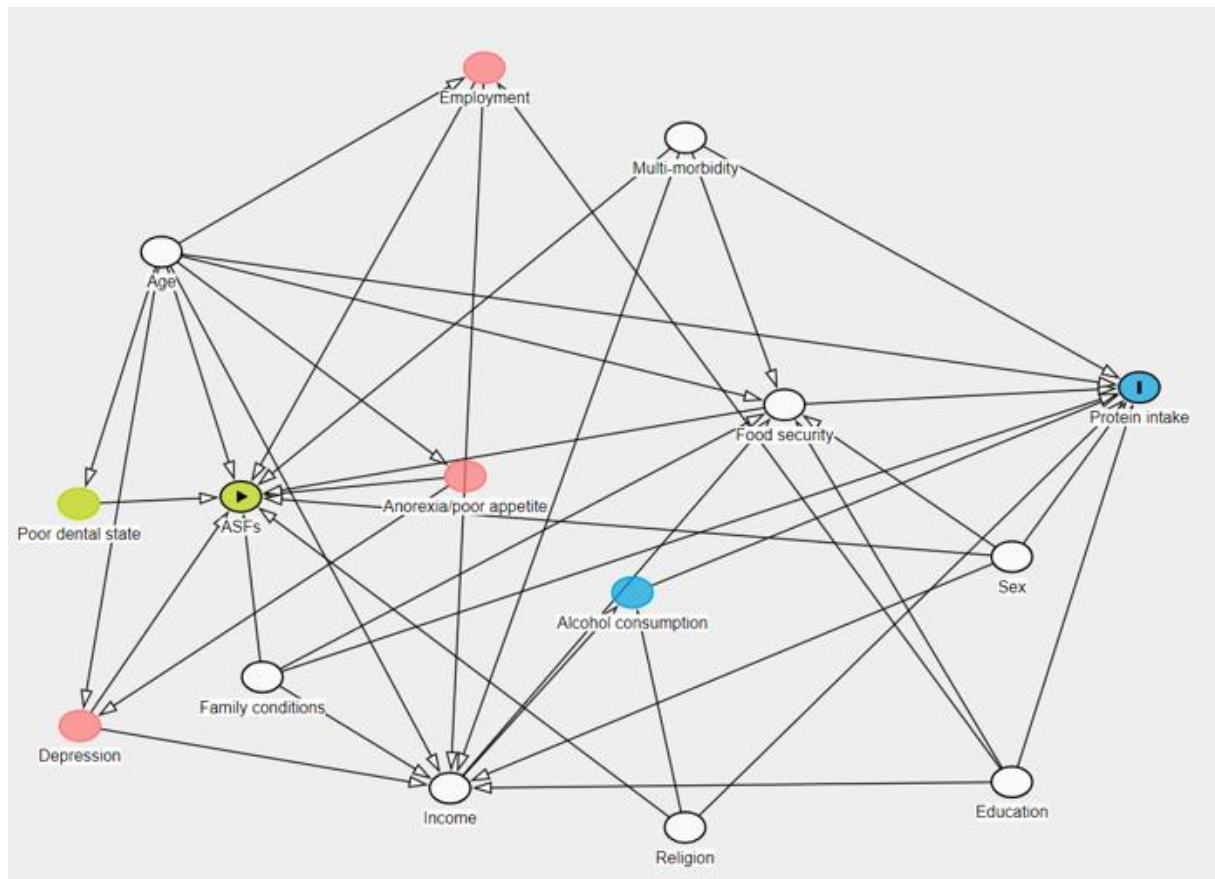 Employment
Multi-morbidity
Age
Protein intake
Food security
Anorexia/poor appetite
ASFs
Poor dental state
Sex
Alcohol consumption
Family conditions
Depression
Income
Education
Religion